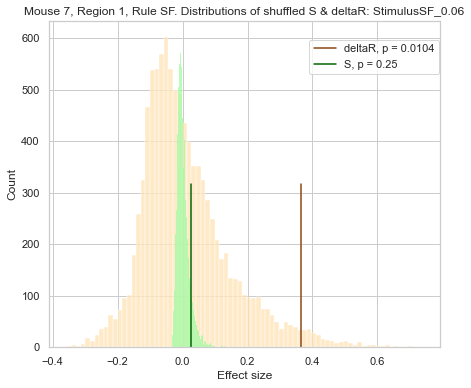 Mouse 7, Region 1, Rule SF. Distributions of shuffled S & deltaR: StimulusSF_0.06
deltaR, p = 0.0104
S, p = 0.25
Count
600
500
400
300
200
100
0
−0.4
−0.2
0.0
0.2
0.4
0.6
Effect size